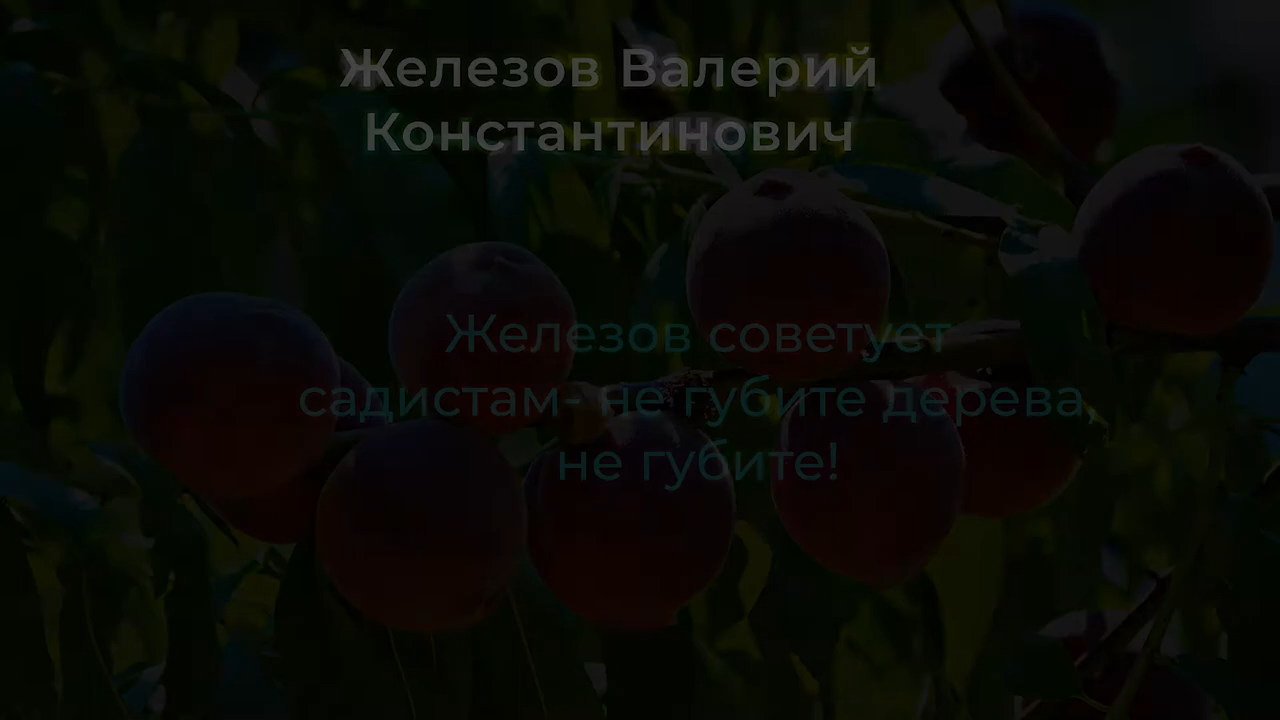 Железов Валерий
Константинович
Железов советует
садистам- не губите дерева,
не губите!